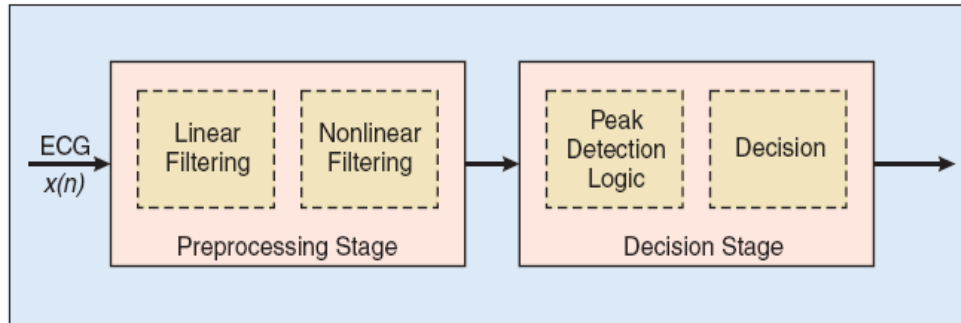 ECG
x(n)
Linear
Filtering
Nonlinear
Filtering
Preprocessing Stage
Peak
Detection
Logic
Decision
Decision Stage